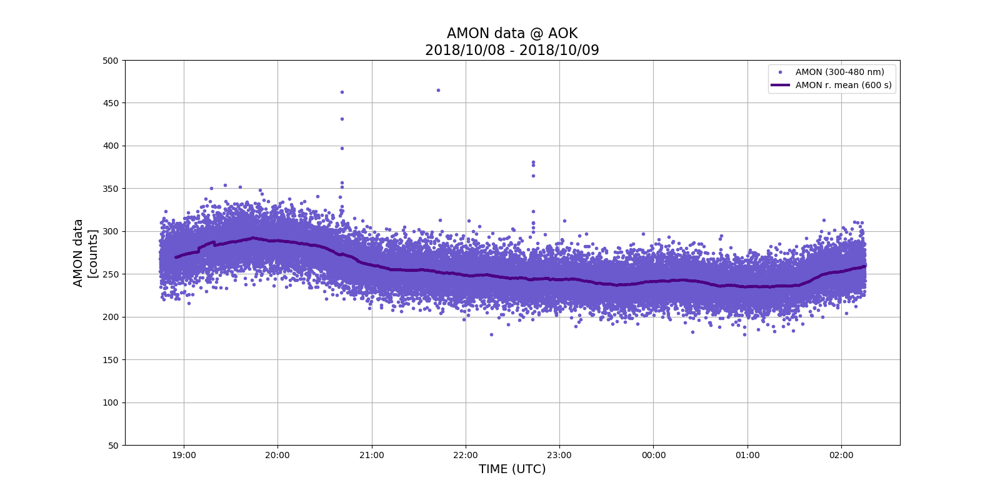 AMON data @ AOK
2018/10/08 - 2018/10/09
500
450
400
350
300
250
200
150
100
50
AMON data
[counts]
AMON (300-480 nm)
AMON r. mean (600 s)
19:00 20:00 21:00 22:00 23:00 00:00 01:00 02:00
TIME (UTC)